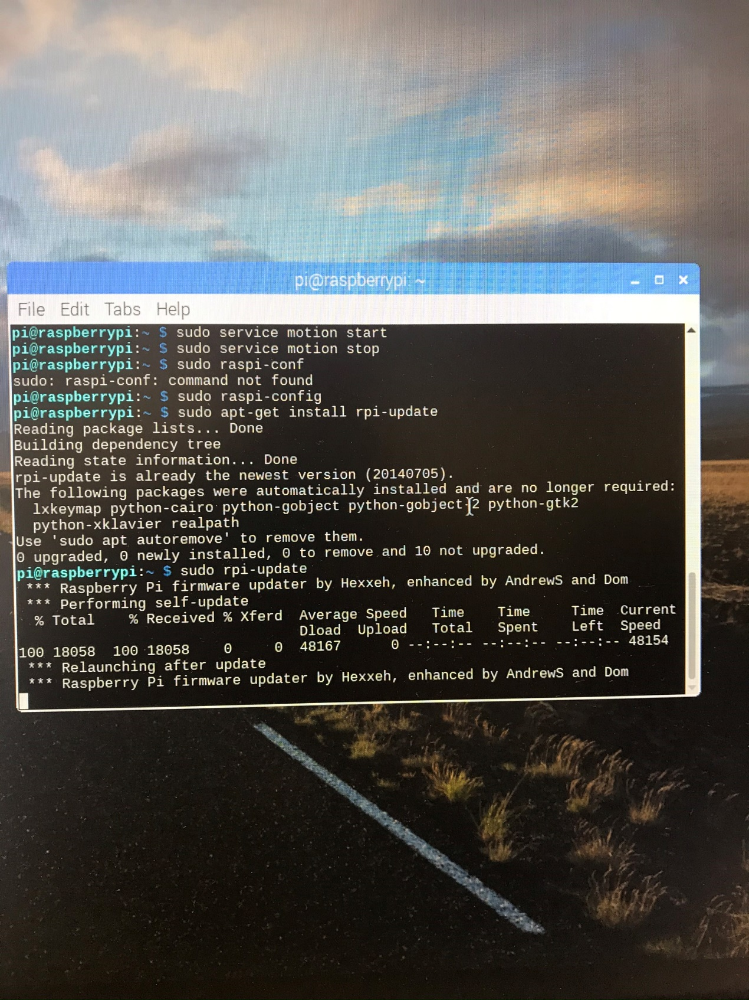 pi@raspberrypi: ~
File Edit Tabs Help
pi@raspberrypi:~ $ sudo service motion start
pi@raspberrypi:~ $ sudo service motion stop
pi@raspberrypi:~ $ sudo raspi-conf
sudo: raspi-conf: command not found
pi@raspberrypi:~ $ sudo raspi-config
pi@raspberrypi:~ $ sudo apt-get install rpi-update
Reading package lists... Done
Building dependency tree
Reading state information... Done
rpi-update is already the newest version (20140705).
The following packages were automatically installed and are no longer required:
  lxkeymap python-cairo python-gobject python-gobject-2 python-gtk2
  python-xklavier realpath
Use 'sudo apt autoremove' to remove them.
0 upgraded, 0 newly installed, 0 to remove and 10 not upgraded.
pi@raspberrypi:~ $ sudo rpi-update
 *** Raspberry Pi firmware updater by Hexxeh, enhanced by AndrewS and Dom
 *** Performing self-update
  % Total    % Received % Xferd  Average Speed   Time    Time     Time  Current
                                 Dload  Upload   Total   Spent    Left  Speed
100 18058  100 18058    0     0  48167      0 --:--:-- --:--:-- --:--:-- 48154
 *** Relaunching after update
 *** Raspberry Pi firmware updater by Hexxeh, enhanced by AndrewS and Dom